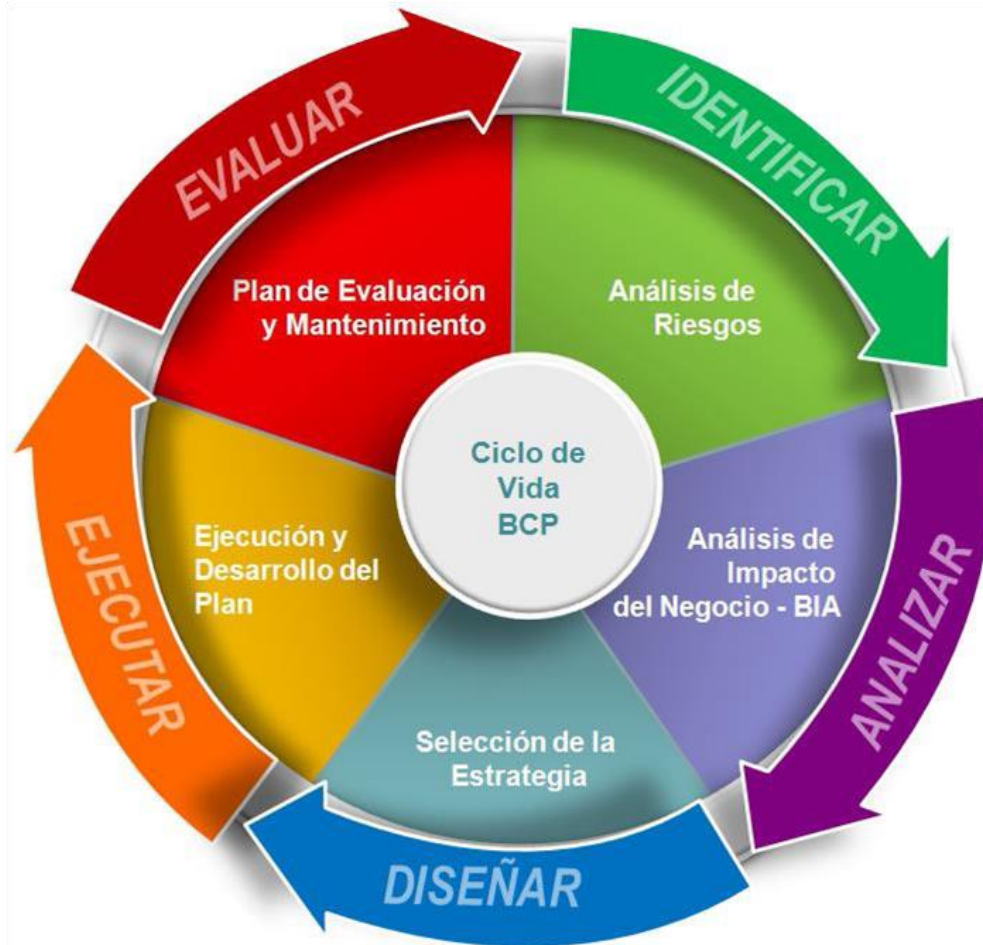 EVALUAR
IDENTIFICAR
Plan de Evaluación
y Mantenimiento
Análisis de
Riesgos
Ciclo de
Vida
BCP
Ejecución y
Desarrollo del
Plan
Análisis de
Impacto
del Negocio - BIA
EJECUTAR
ANALIZAR
Selección de la
Estrategia
DISEÑAR